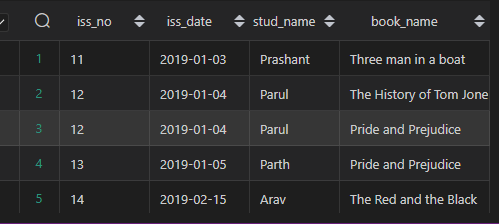 iss_no iss_date stud_name book_name
1 11 2019-01-03 Prashant Three man in a boat
2 12 2019-01-04 Parul The History of Tom Jone
3 12 2019-01-04 Parul Pride and Prejudice
4 13 2019-01-05 Parth Pride and Prejudice
5 14 2019-02-15 Arav The Red and the Black